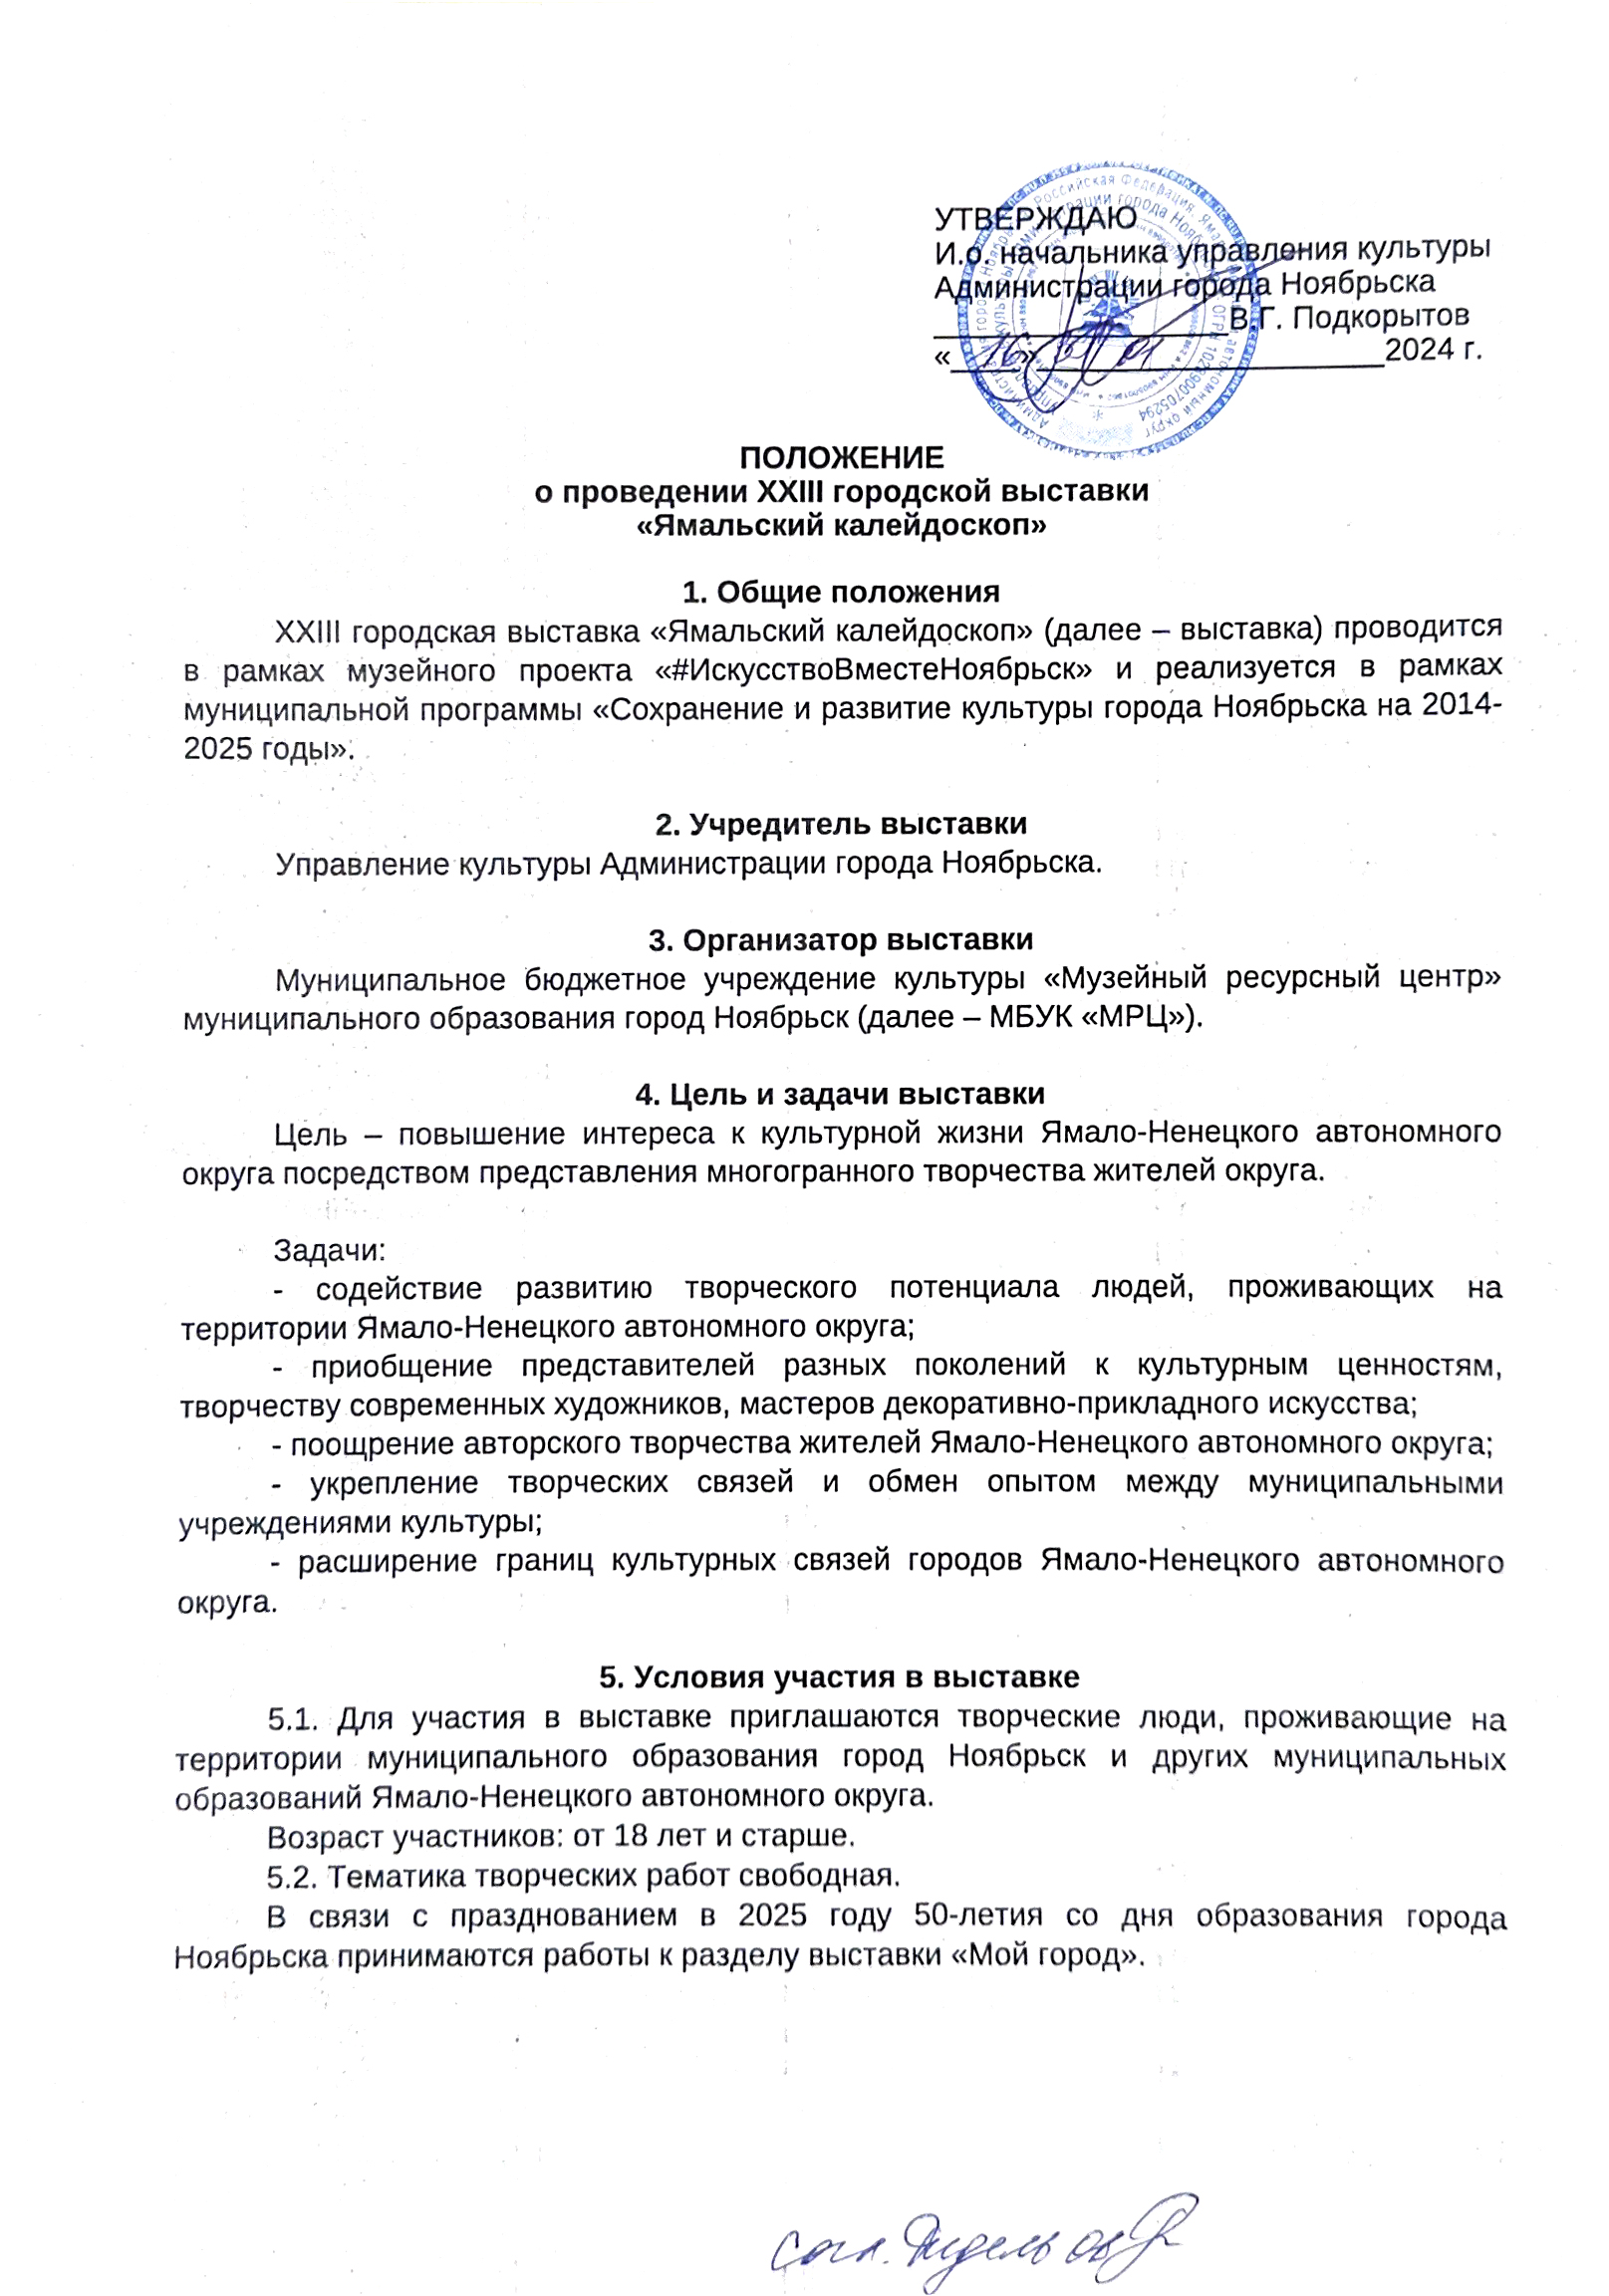 УТВЕРЖДАЮ
И.о. начальника управления культуры
Администрации города Ноябрьска
В.Г. Подкорытов
«16» 01 2024 г.
ПОЛОЖЕНИЕ
о проведении XXIII городской выставки
«Ямальский калейдоскоп»
1. Общие положения
XXIII городская выставка «Ямальский калейдоскоп» (далее – выставка) проводится
в рамках музейного проекта «#ИскусствоВместеНоябрьск» и реализуется в рамках
муниципальной программы «Сохранение и развитие культуры города Ноябрьска на 2014-
2025 годы».
2. Учредитель выставки
Управление культуры Администрации города Ноябрьска.
3. Организатор выставки
Муниципальное бюджетное учреждение культуры «Музейный ресурсный центр»
муниципального образования город Ноябрьск (далее – МБУК «МРЦ»).
4. Цель и задачи выставки
Цель – повышение интереса к культурной жизни Ямало-Ненецкого автономного
округа посредством представления многогранного творчества жителей округа.
Задачи:
- содействие развитию творческого потенциала людей, проживающих на
территории Ямало-Ненецкого автономного округа;
- приобщение представителей разных поколений к культурным ценностям,
творчеству современных художников, мастеров декоративно-прикладного искусства;
- поощрение авторского творчества жителей Ямало-Ненецкого автономного округа;
- укрепление творческих связей и обмен опытом между муниципальными
учреждениями культуры;
- расширение границ культурных связей городов Ямало-Ненецкого автономного
округа.
5. Условия участия в выставке
5.1. Для участия в выставке приглашаются творческие люди, проживающие на
территории муниципального образования город Ноябрьск и других муниципальных
образований Ямало-Ненецкого автономного округа.
Возраст участников: от 18 лет и старше.
5.2. Тематика творческих работ свободная.
В связи с празднованием в 2025 году 50-летия со дня образования города
Ноябрьска принимаются работы к разделу выставки «Мой город».